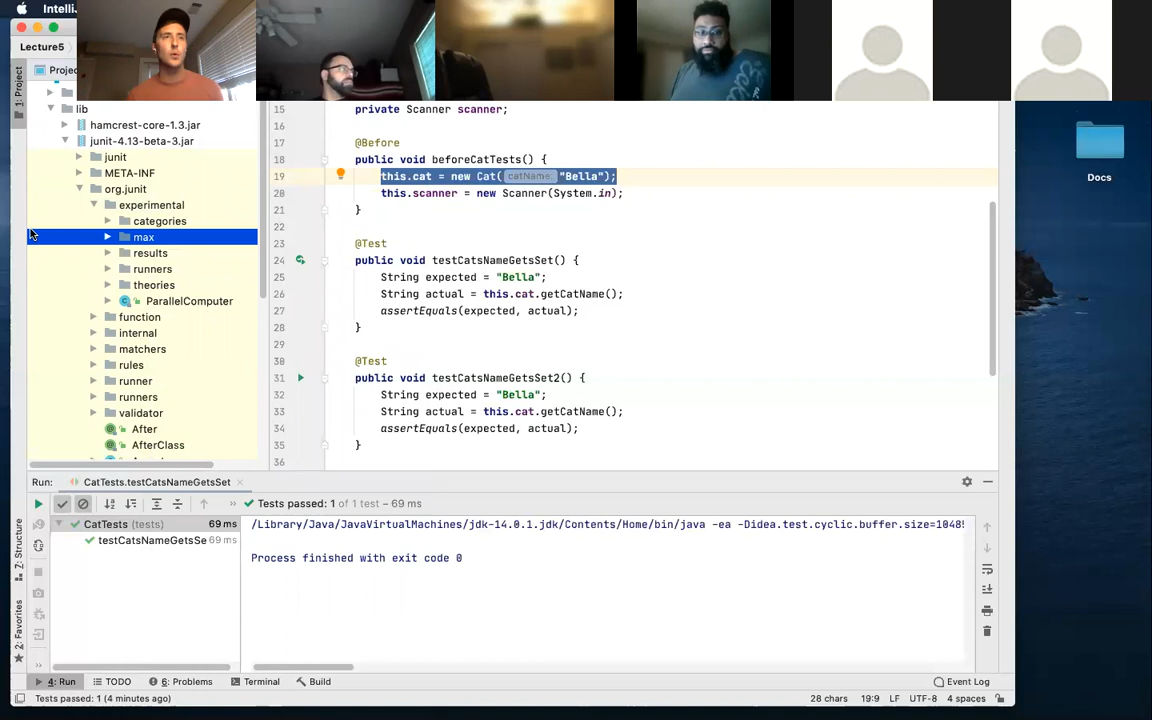 Intelli
Lecture5
1: Project
Projec
lib
hamcrest-core-1.3.jar
junit-4.13-beta-3.jar
junit
META-INF
org.junit
experimental
categories
max
results
runners
theories
ParallelComputer
function
internal
matchers
rules
runner
runners
validator
After
AfterClass
15 private Scanner scanner;
16
17 @Before
18 public void beforeCatTests() {
19 this.cat = new Cat( catName: "Bella");
20 this.scanner = new Scanner(System.in);
21 }
22
23 @Test
24 public void testCatsNameGetsSet() {
25 String expected = "Bella";
26 String actual = this.cat.getCatName();
27 assertEquals(expected, actual);
28 }
29
30 @Test
31 public void testCatsNameGetsSet2() {
32 String expected = "Bella";
33 String actual = this.cat.getCatName();
34 assertEquals(expected, actual);
35 }
36
Docs
Run: CatTests.testCatsNameGetsSet
Tests passed: 1 of 1 test – 69 ms
CatTests (tests) 69 ms
testCatsNameGetsSe 69 ms
/Library/Java/JavaVirtualMachines/jdk-14.0.1.jdk/Contents/Home/bin/java -ea -Didea.test.cyclic.buffer.size=1048
Process finished with exit code 0
7: Structure
2: Favorites
4: Run TODO 6: Problems Terminal Build Event Log
Tests passed: 1 (4 minutes ago) 28 chars 19:9 LF UTF-8 4 spaces